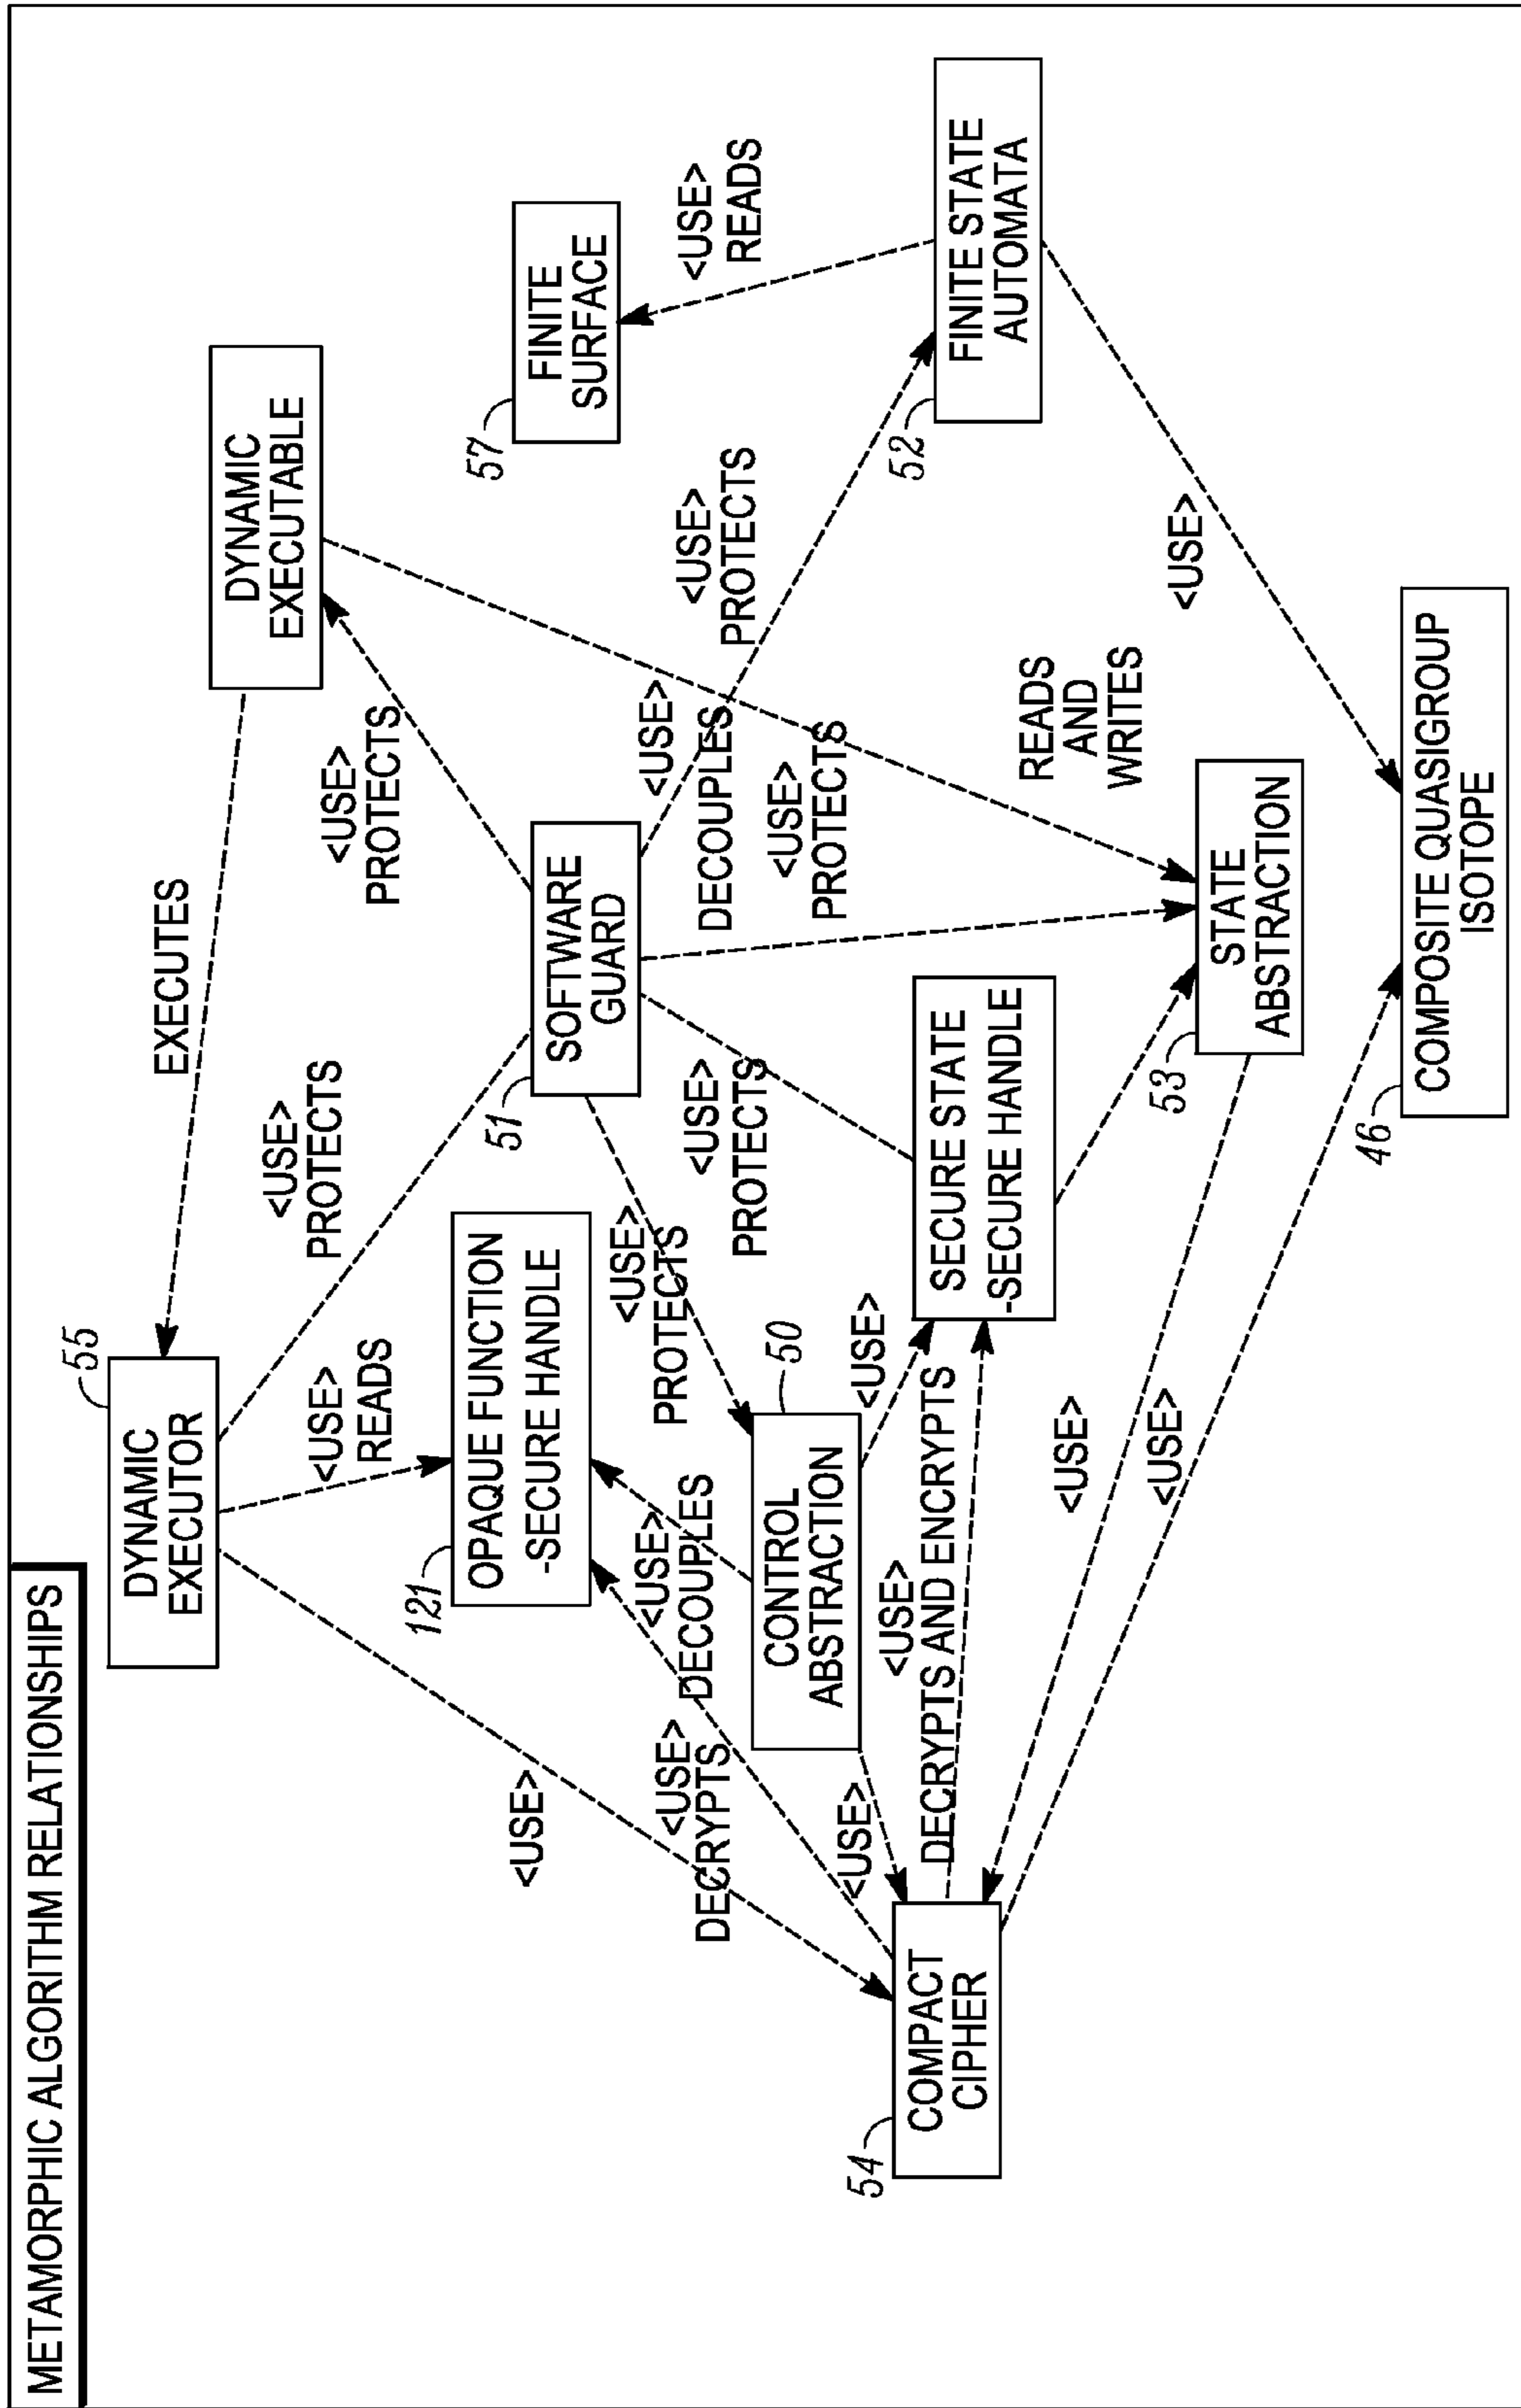 METAMORPHIC ALGORITHM RELATIONSHIPS
55
DYNAMIC
EXECUTOR
EXECUTES
DYNAMIC
EXECUTABLE
<USE>
PROTECTS
<USE>
PROTECTS
<USE>
READS
121
OPAQUE FUNCTION
-SECURE HANDLE
51
SOFTWARE
GUARD
57
FINITE
SURFACE
<USE>
<USE>
DECRYPTS
<USE>
DECOUPLES
<USE>
PROTECTS
<USE>
PROTECTS
<USE>
DECOUPLES
<USE>
PROTECTS
<USE>
READS
50
CONTROL
ABSTRACTION
<USE>
PROTECTS
<USE>
<USE>
<USE>
DECRYPTS AND ENCRYPTS
54
COMPACT
CIPHER
SECURE STATE
-SECURE HANDLE
52
FINITE STATE
AUTOMATA
READS
AND
WRITES
<USE>
<USE>
<USE>
53
STATE
ABSTRACTION
46
COMPOSITE QUASIGROUP
ISOTOPE